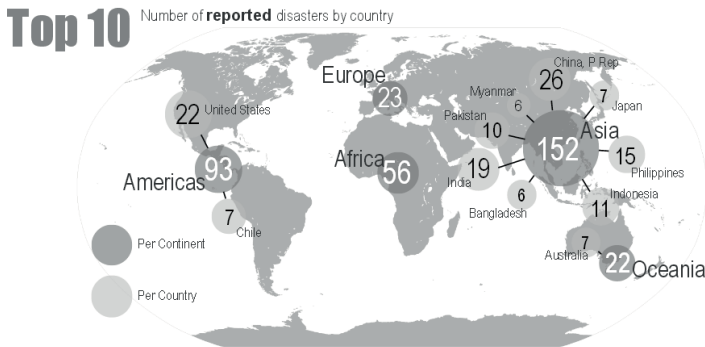 Top 10
Number of reported disasters by country
China, P Rep
26
Europe
23
Myanmar
6
7
Japan
22
United States
Pakistan
10
Asia
152
Africa
56
93
Americas
19
India
15
Philippines
6
Bangladesh
Indonesia
11
7
Chile
7
Australia
22
Oceania
Per Continent
Per Country